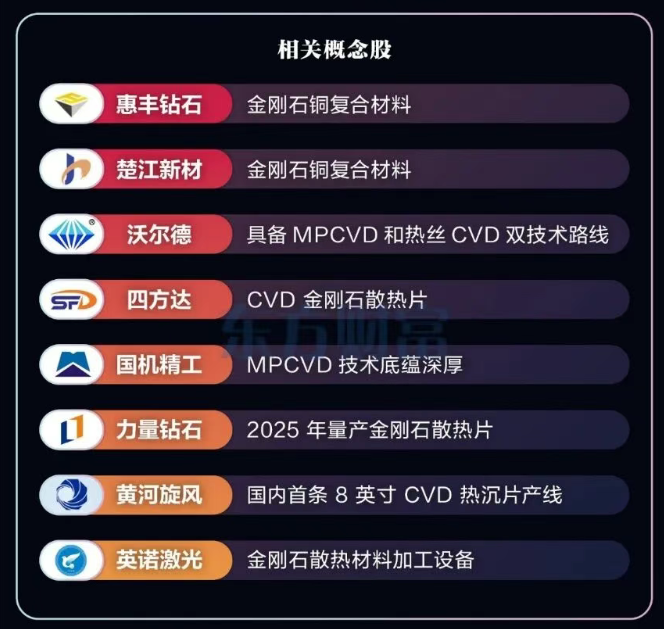 相关概念股
惠丰钻石 金刚石铜复合材料
楚江新材 金刚石铜复合材料
® 沃尔德 具备 MPCVD 和热丝 CVD 双技术路线
SFD 四方达 CVD 金刚石散热片
东方财富
国机精工 MPCVD 技术底蕴深厚
力量钻石 2025 年量产金刚石散热片
黄河旋风 国内首条 8 英寸 CVD 热沉片产线
英诺激光 金刚石散热材料加工设备